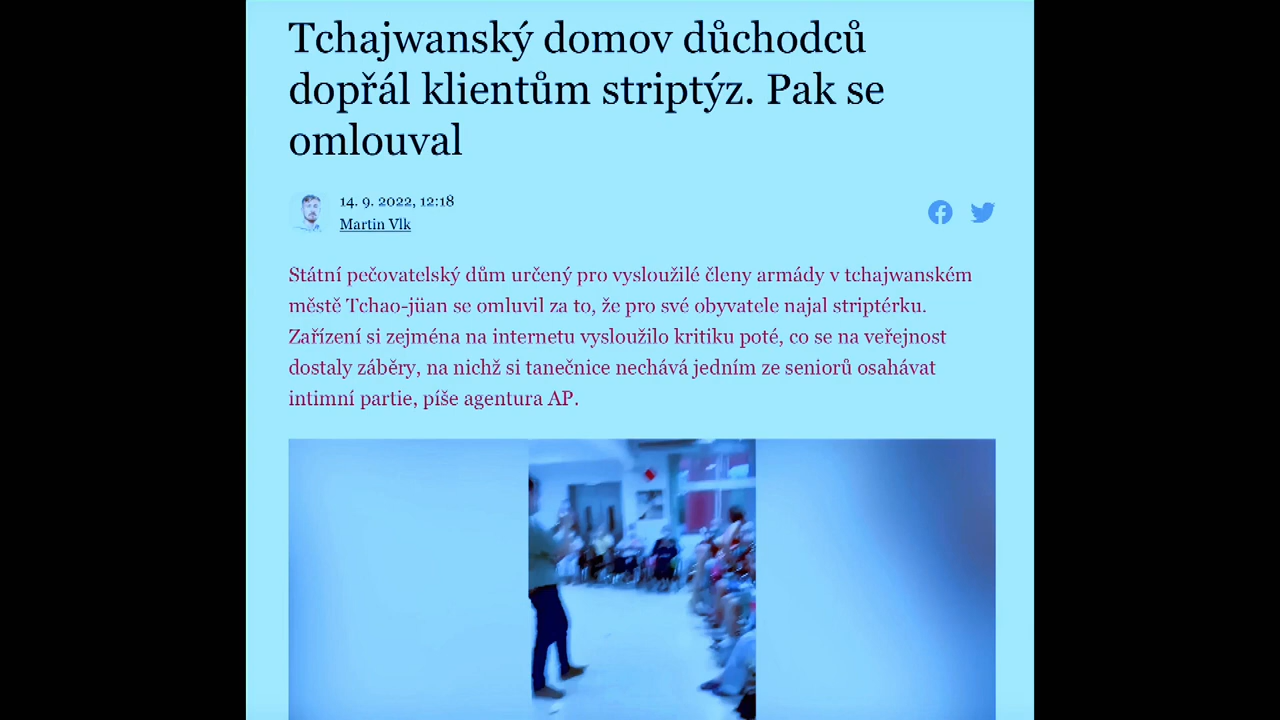 Tchajwanský domov důchodců
dopřál klientům striptýz. Pak se
omlouval
14. 9. 2022, 12:18
Martin Vlk
Státní pečovatelský dům určený pro vysloužilé členy armády v tchajwanském
městě Tchao-jüan se omluvil za to, že pro své obyvatele najal striptérku.
Zařízení si zejména na internetu vysloužilo kritiku poté, co se na veřejnost
dostaly záběry, na nichž si tanečnice nechává jedním ze seniorů osahávat
intimní partie, píše agentura AP.